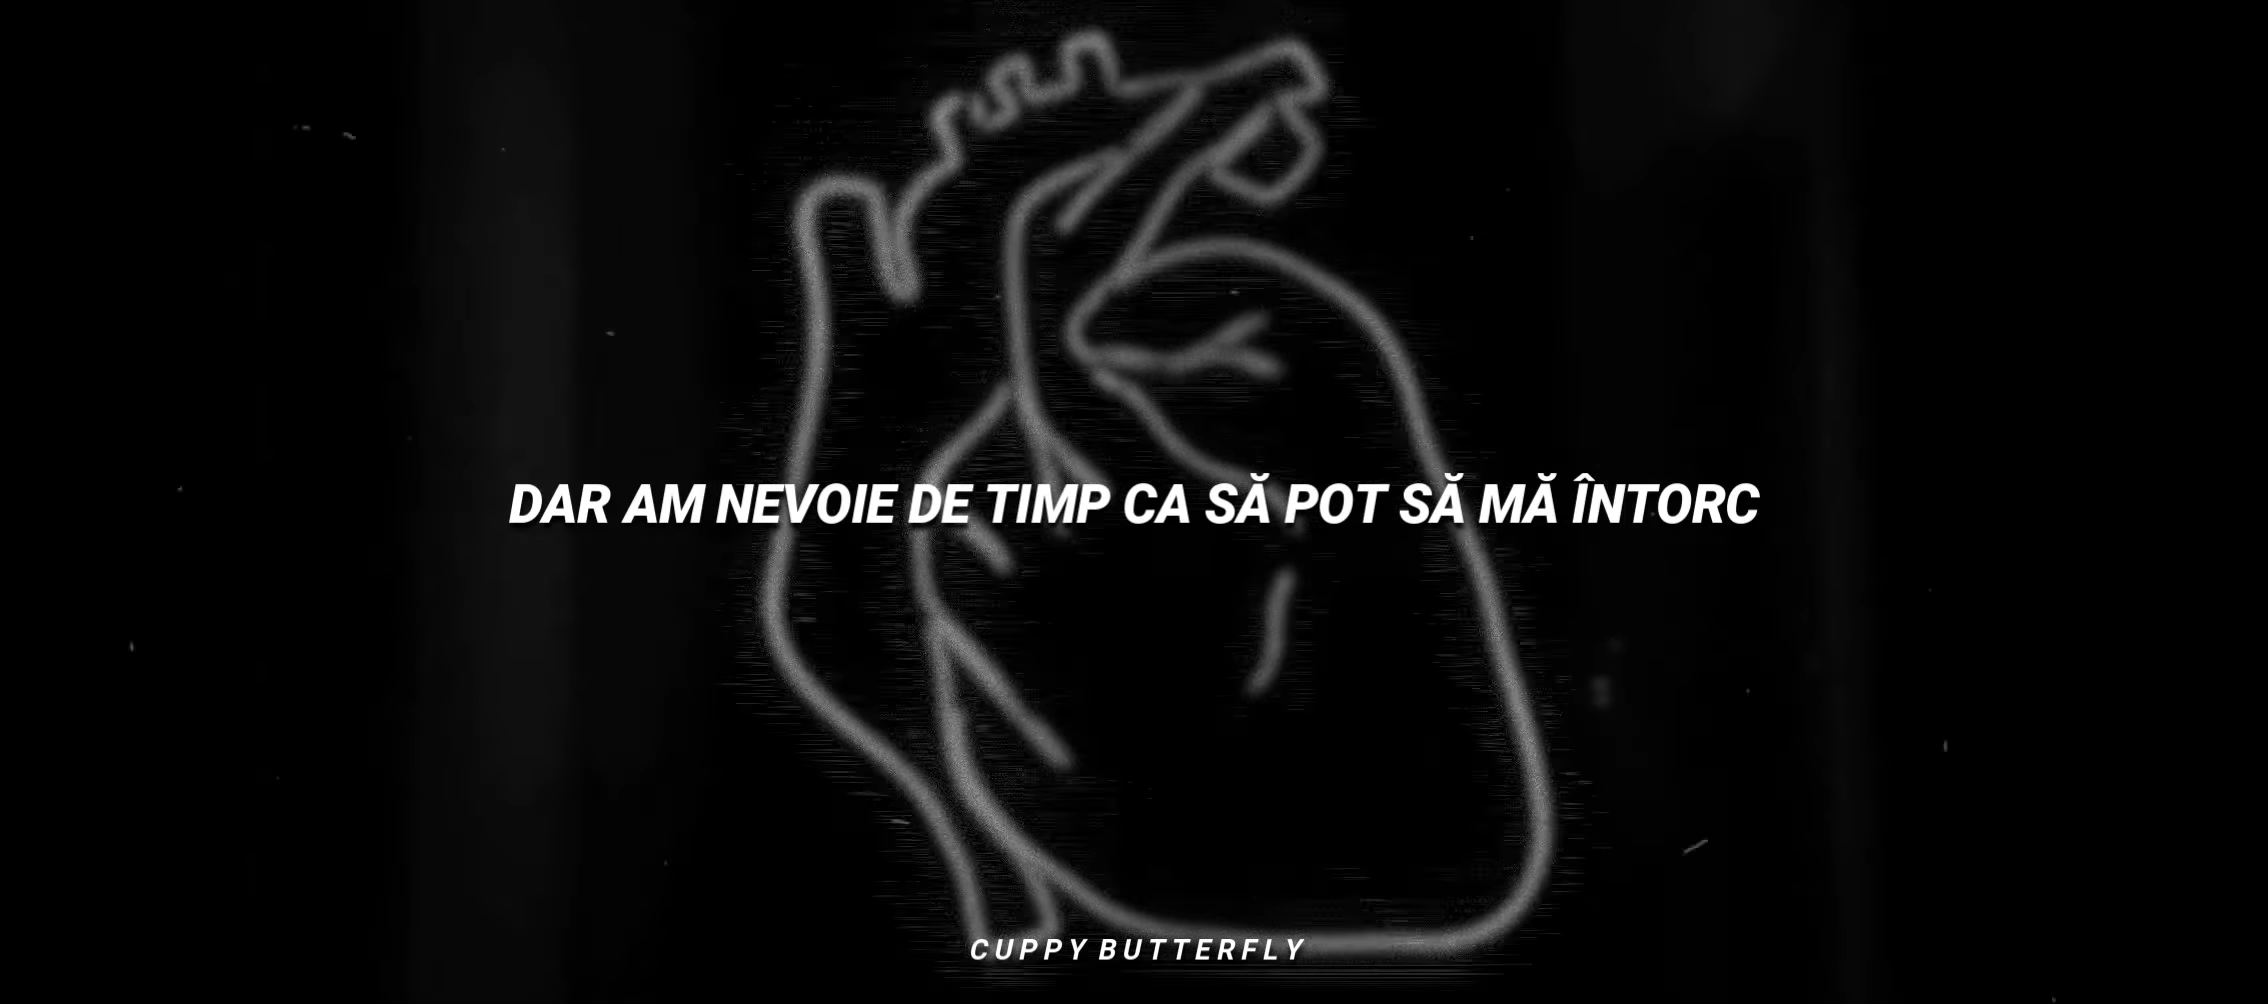 DAR AM NEVOIE DE TIMP CA SĂ POT SĂ MĂ ÎNTORC
CUPPY BUTTERFLY